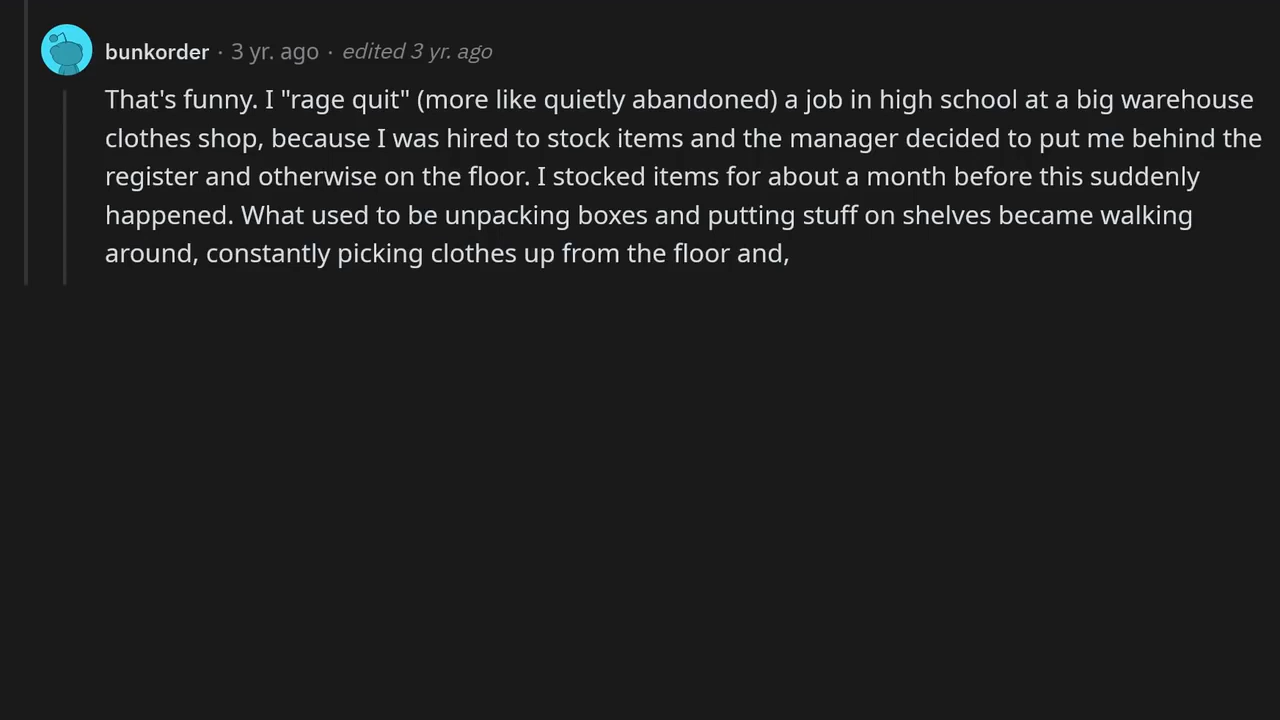 bunkorder · 3 yr. ago · edited 3 yr. ago
That's funny. I "rage quit" (more like quietly abandoned) a job in high school at a big warehouse
clothes shop, because I was hired to stock items and the manager decided to put me behind the
register and otherwise on the floor. I stocked items for about a month before this suddenly
happened. What used to be unpacking boxes and putting stuff on shelves became walking
around, constantly picking clothes up from the floor and,